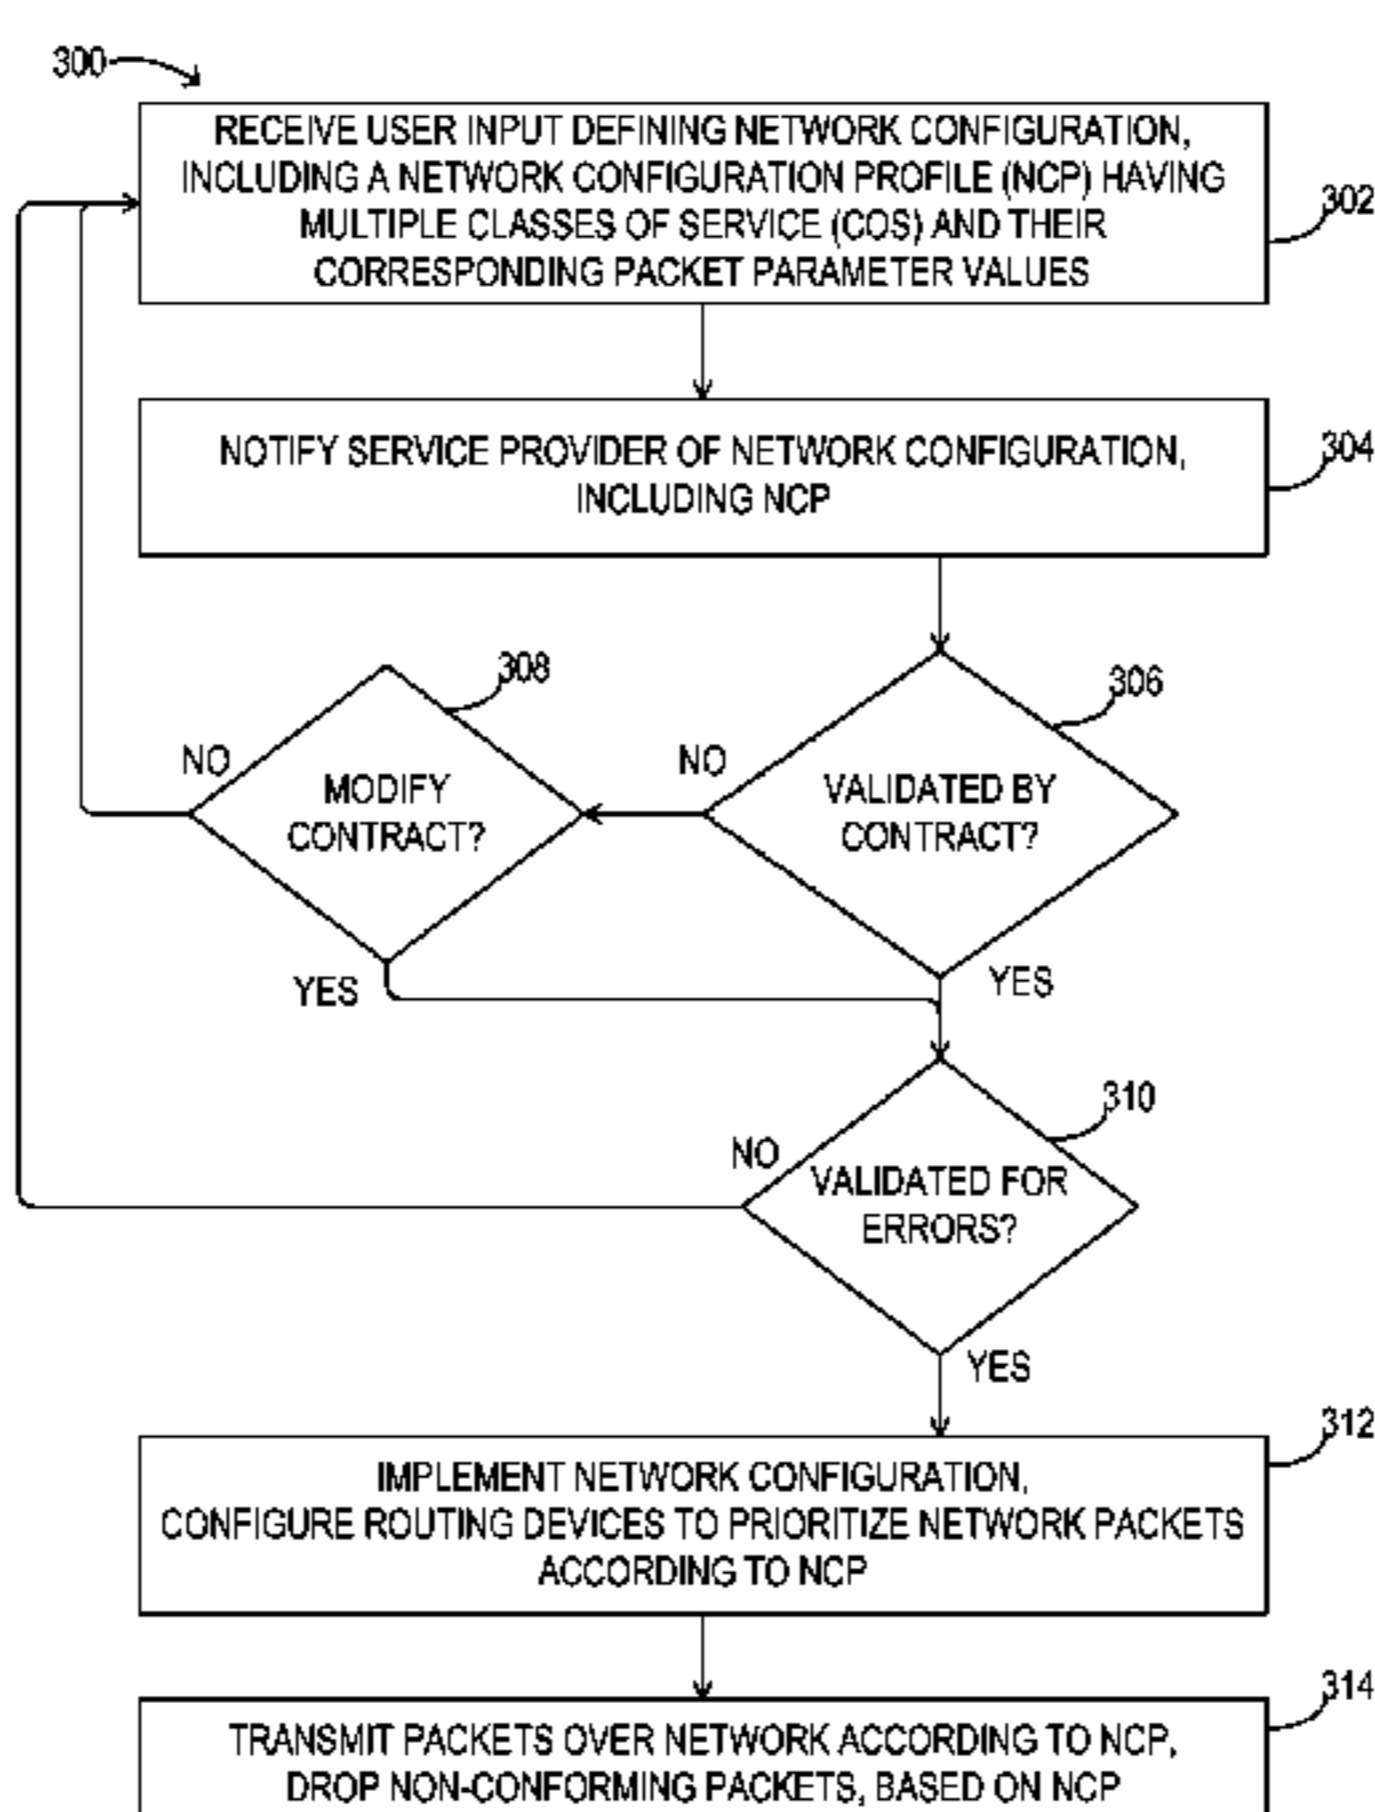 300
RECEIVE USER INPUT DEFINING NETWORK CONFIGURATION,
INCLUDING A NETWORK CONFIGURATION PROFILE (NCP) HAVING
MULTIPLE CLASSES OF SERVICE (COS) AND THEIR
CORRESPONDING PACKET PARAMETER VALUES
302
NOTIFY SERVICE PROVIDER OF NETWORK CONFIGURATION,
INCLUDING NCP
304
308
306
NO
MODIFY
CONTRACT?
YES
NO
VALIDATED BY
CONTRACT?
YES
310
NO
VALIDATED FOR
ERRORS?
YES
312
IMPLEMENT NETWORK CONFIGURATION,
CONFIGURE ROUTING DEVICES TO PRIORITIZE NETWORK PACKETS
ACCORDING TO NCP
314
TRANSMIT PACKETS OVER NETWORK ACCORDING TO NCP,
DROP NON-CONFORMING PACKETS, BASED ON NCP